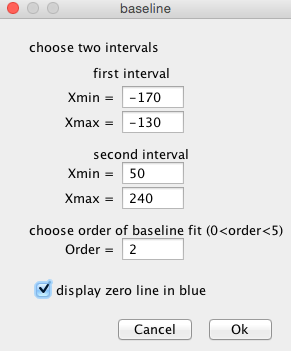 baseline
choose two intervals
first interval
Xmin = -170
Xmax = -130
second interval
Xmin = 50
Xmax = 240
choose order of baseline fit (0<order<5)
Order = 2
display zero line in blue
Cancel Ok